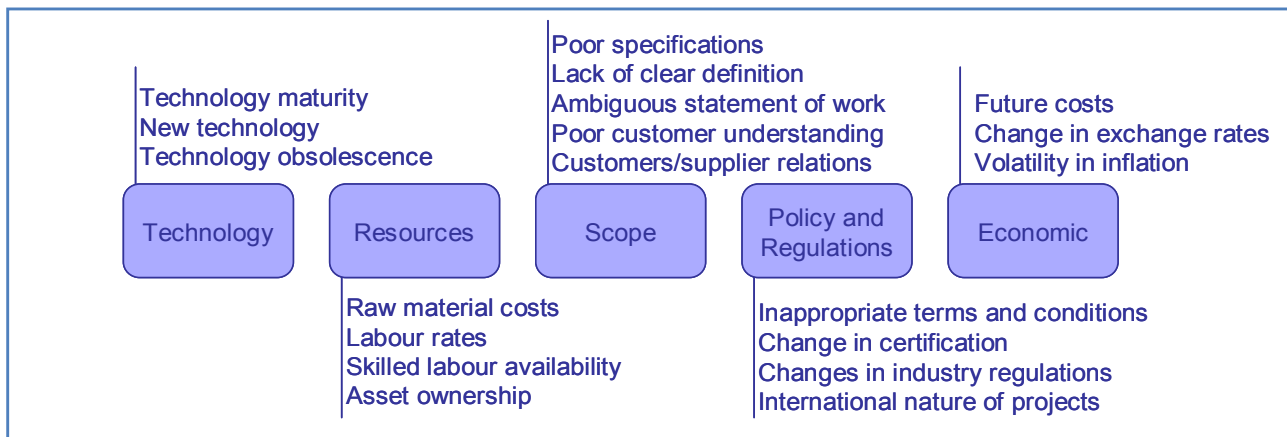 Technology maturity
New technology
Technology obsolescence
Technology
Resources
Raw material costs
Labour rates
Skilled labour availability
Asset ownership
Poor specifications
Lack of clear definition
Ambiguous statement of work
Poor customer understanding
Customers/supplier relations
Scope
Policy and
Regulations
Inappropriate terms and conditions
Change in certification
Changes in industry regulations
International nature of projects
Future costs
Change in exchange rates
Volatility in inflation
Economic